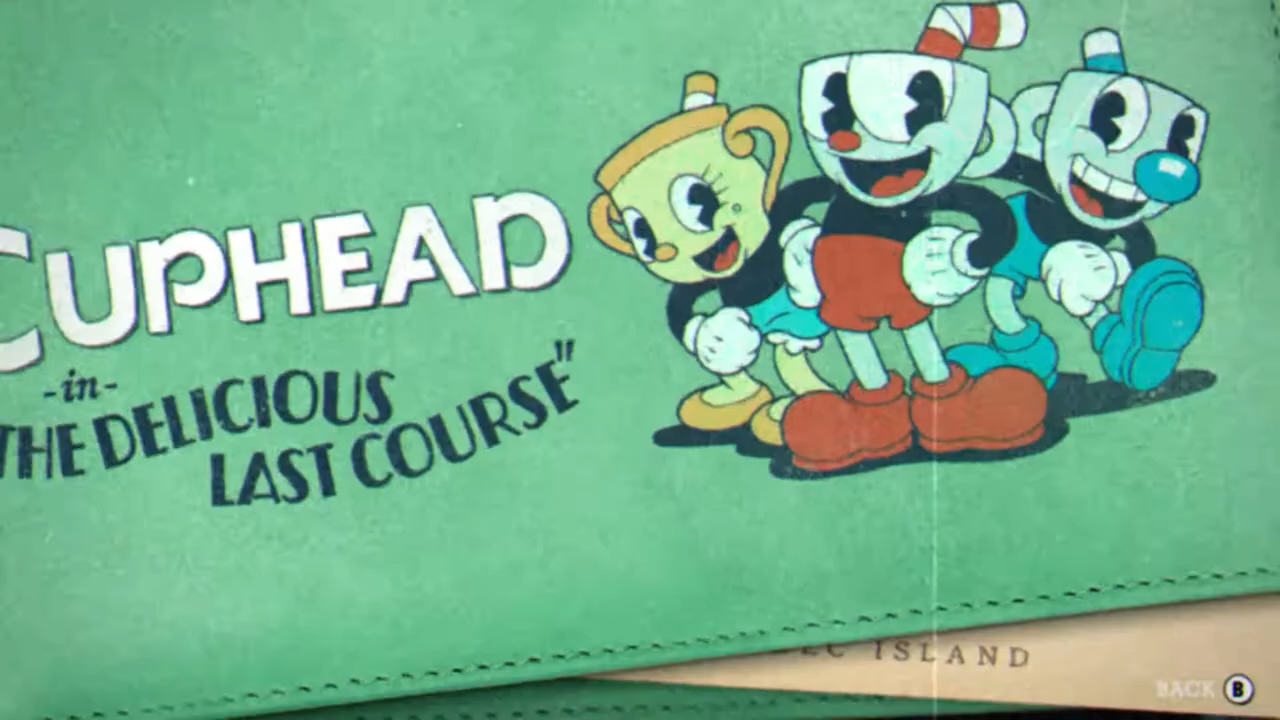 CUPHEAD
-in-
THE DELICIOUS
LAST COURSE"
ISLAND
BACK B